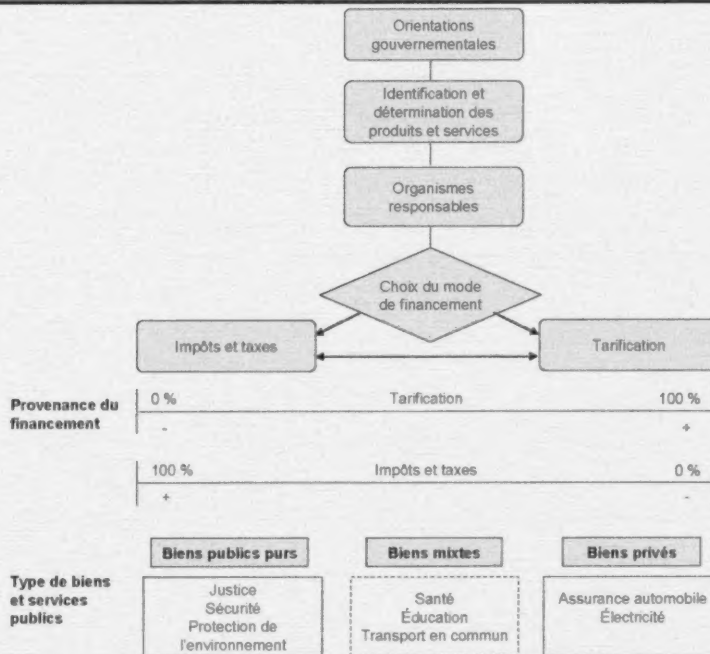 Orientations
gouvernementales
Identification et
détermination des
produits et services
Organismes
responsables
Choix du mode
de financement
Impôts et taxes
Tarification
Provenance du
financement
0 % Tarification 100 %
- +
100 % Impôts et taxes 0 %
+ -
Type de biens
et services
publics
Biens publics purs
Justice
Sécurité
Protection de
l'environnement
Biens mixtes
Santé
Éducation
Transport en commun
Biens privés
Assurance automobile
Électricité